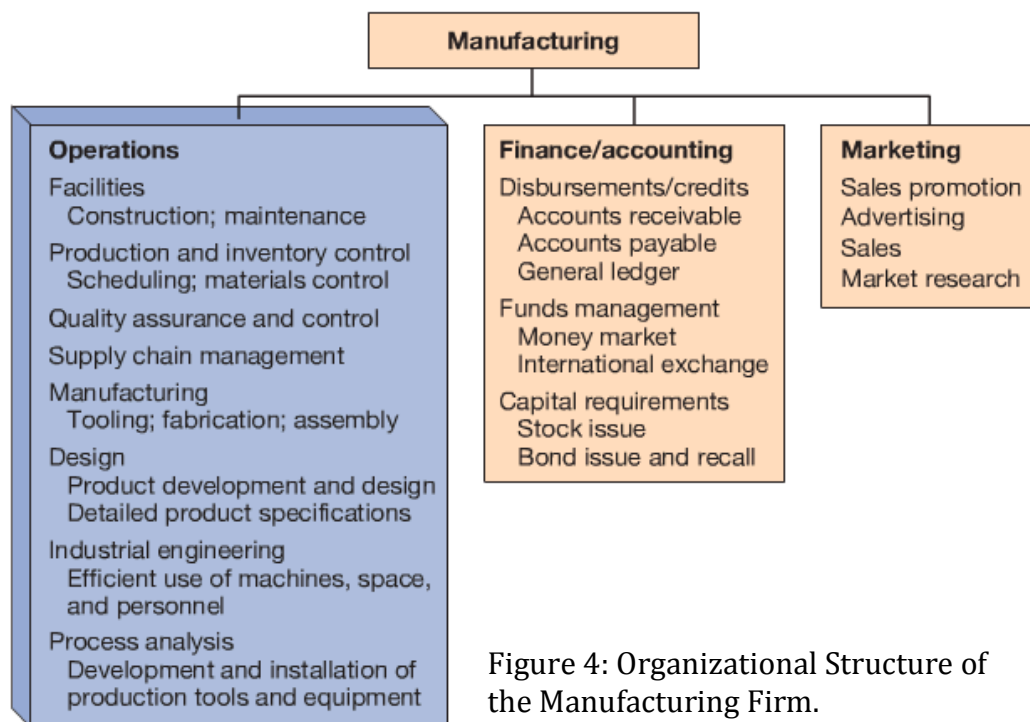 Manufacturing
Operations
Facilities
Construction; maintenance
Production and inventory control
Scheduling; materials control
Quality assurance and control
Supply chain management
Manufacturing
Tooling; fabrication; assembly
Design
Product development and design
Detailed product specifications
Industrial engineering
Efficient use of machines, space,
and personnel
Process analysis
Development and installation of
production tools and equipment
Finance/accounting
Disbursements/credits
Accounts receivable
Accounts payable
General ledger
Funds management
Money market
International exchange
Capital requirements
Stock issue
Bond issue and recall
Marketing
Sales promotion
Advertising
Sales
Market research
Figure 4: Organizational Structure of
the Manufacturing Firm.